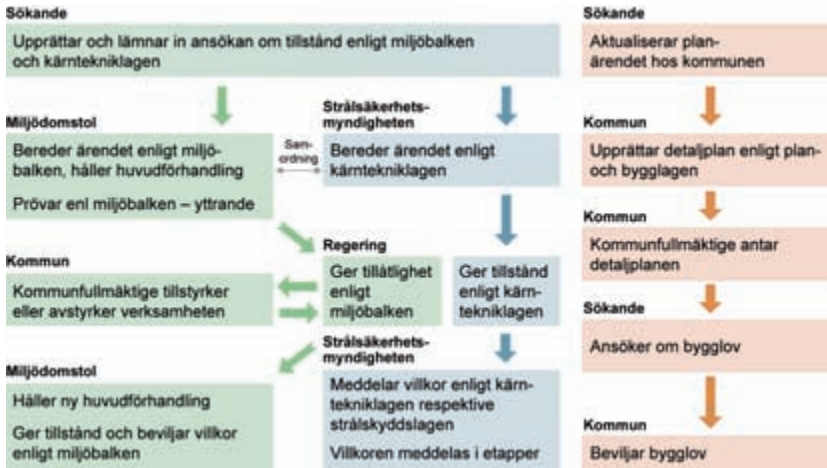 Sökande
Upprättar och lämnar in ansökan om tillstånd enligt miljöbalken
och kärntekniklagen
Miljödomstol
Bereder ärendet enligt miljö-
balken, håller huvudförhandling
Prövar enl miljöbalken – yttrande
Sam-
ordning
Strålsäkerhets-
myndigheten
Bereder ärendet enligt
kärntekniklagen
Regering
Ger tillåtlighet
enligt
miljöbalken
Ger tillstånd
enligt kärn-
tekniklagen
Kommun
Kommunfullmäktige tillstyrker
eller avstyrker verksamheten
Miljödomstol
Håller ny huvudförhandling
Ger tillstånd och beviljar villkor
enligt miljöbalken
Strålsäkerhets-
myndigheten
Meddelar villkor enligt kärn-
tekniklagen respektive
strålskyddslagen
Villkoren meddelas i etapper
Sökande
Aktualiserar plan-
ärendet hos kommunen
Kommun
Upprättar detaljplan enligt plan-
och bygglagen
Kommun
Kommunfullmäktige antar
detaljplanen
Sökande
Ansöker om bygglov
Kommun
Beviljar bygglov